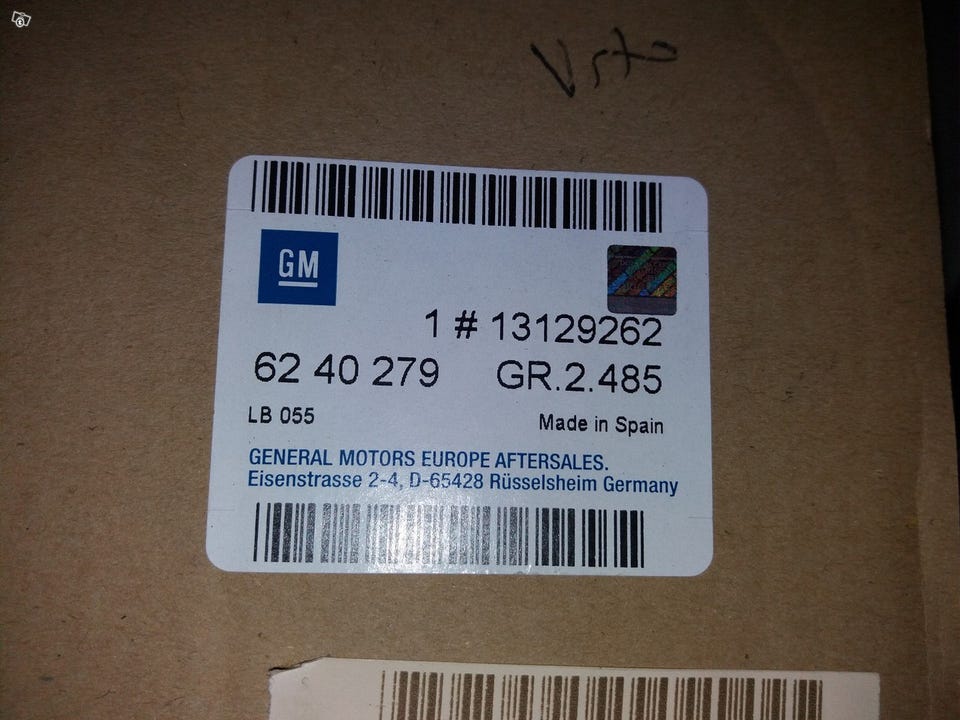 GM
1 # 13129262
62 40 279 GR.2.485
LB 055 Made in Spain
GENERAL MOTORS EUROPE AFTERSALES.
Eisenstrasse 2-4, D-65428 Rüsselsheim Germany